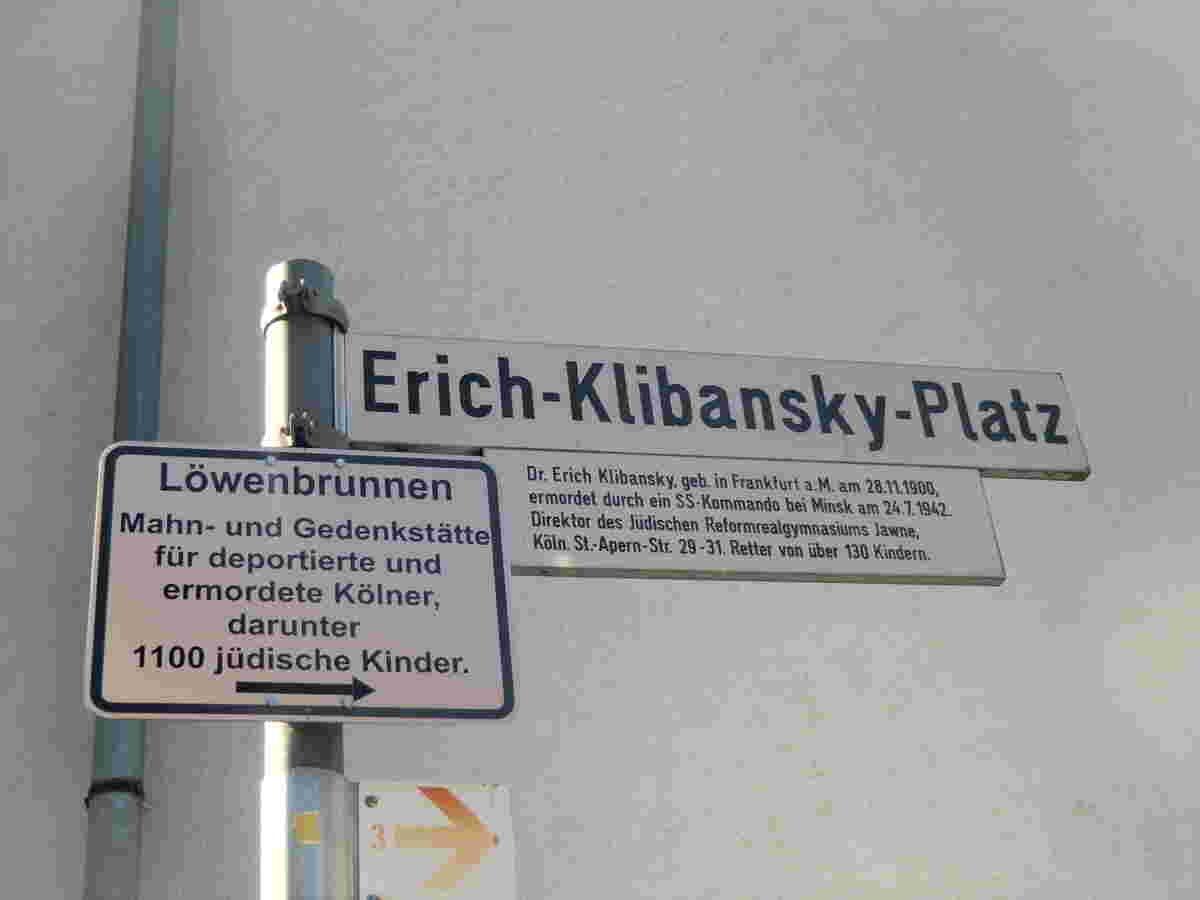 Erich-Klibansky-Platz
Dr. Erich Klibansky, geb. in Frankfurt a.M. am 28.11.1900,
ermordet durch ein SS-Kommando bei Minsk am 24.7.1942.
Direktor des Jüdischen Reformrealgymnasiums Jawne,
Köln. St.-Apern-Str. 29-31. Retter von über 130 Kindern.
Löwenbrunnen
Mahn- und Gedenkstätte
für deportierte und
ermordete Kölner,
darunter
1100 jüdische Kinder.
3